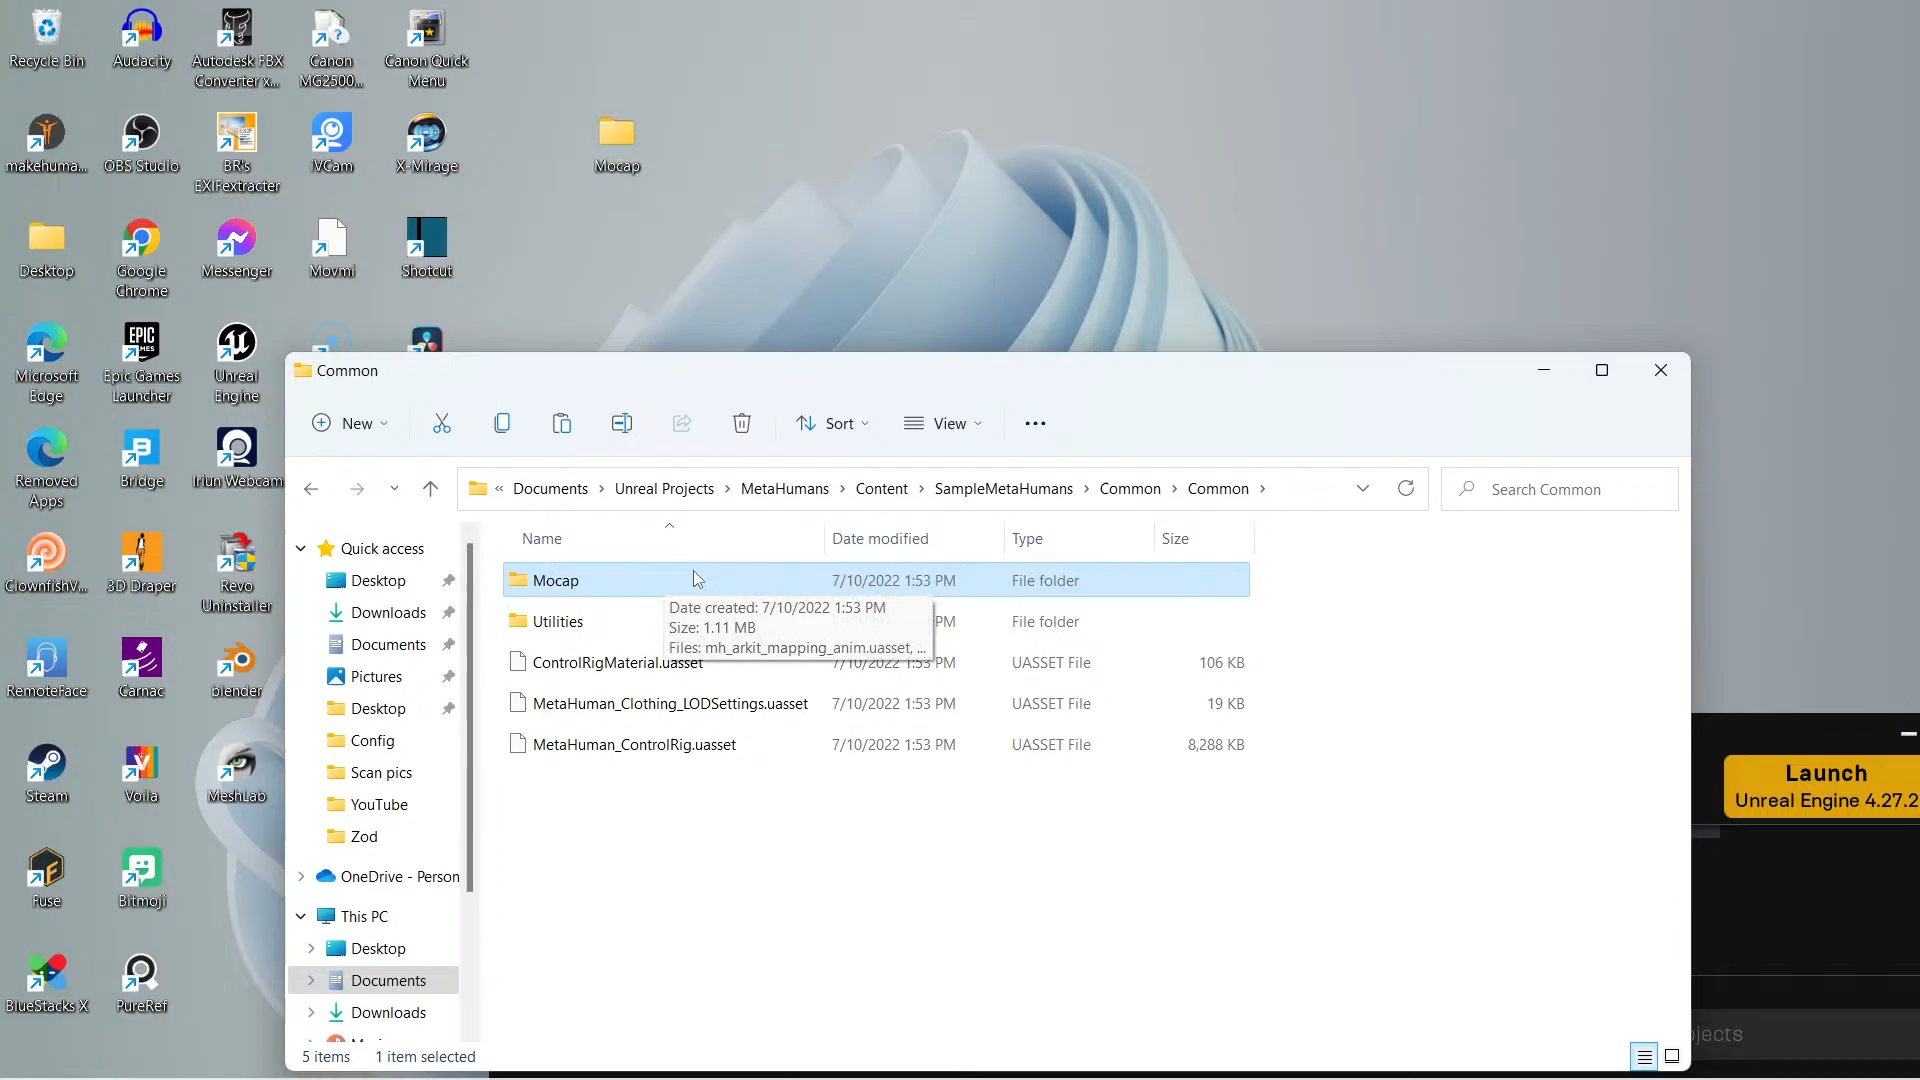 Recycle Bin
Audacity
Autodesk FBX
Converter x...
Canon
MG2500...
Canon Quick
Menu
makehuma...
OBS Studio
BR's
EXIFextracter
iVCam
X-Mirage
Mocap
Desktop
Google
Chrome
Messenger
Movmi
Shotcut
Microsoft
Edge
EPIC
GAMES
Epic Games
Launcher
Unreal
Engine
Removed
Apps
Bridge
Iriun Webcam
ClownfishV...
3D Draper
Revo
Uninstaller
RemoteFace
Carnac
blender
Steam
Voila
MeshLab
Fuse
Bitmoji
BlueStacks X
PureRef
Common
New
Sort
View
« Documents > Unreal Projects > MetaHumans > Content > SampleMetaHumans > Common > Common >
Search Common
Name Date modified Type Size
Quick access
Desktop
Downloads
Documents
Pictures
Desktop
Config
Scan pics
YouTube
Zod
OneDrive - Person
This PC
Desktop
Documents
Downloads
Mocap 7/10/2022 1:53 PM File folder
Utilities PM File folder
ControlRigMaterial.uasset 7/10/2022 1:53 PM UASSET File 106 KB
MetaHuman_Clothing_LODSettings.uasset 7/10/2022 1:53 PM UASSET File 19 KB
MetaHuman_ControlRig.uasset 7/10/2022 1:53 PM UASSET File 8,288 KB
Date created: 7/10/2022 1:53 PM
Size: 1.11 MB
Files: mh_arkit_mapping_anim.uasset, ...
5 items 1 item selected
Launch
Unreal Engine 4.27.2
ojects